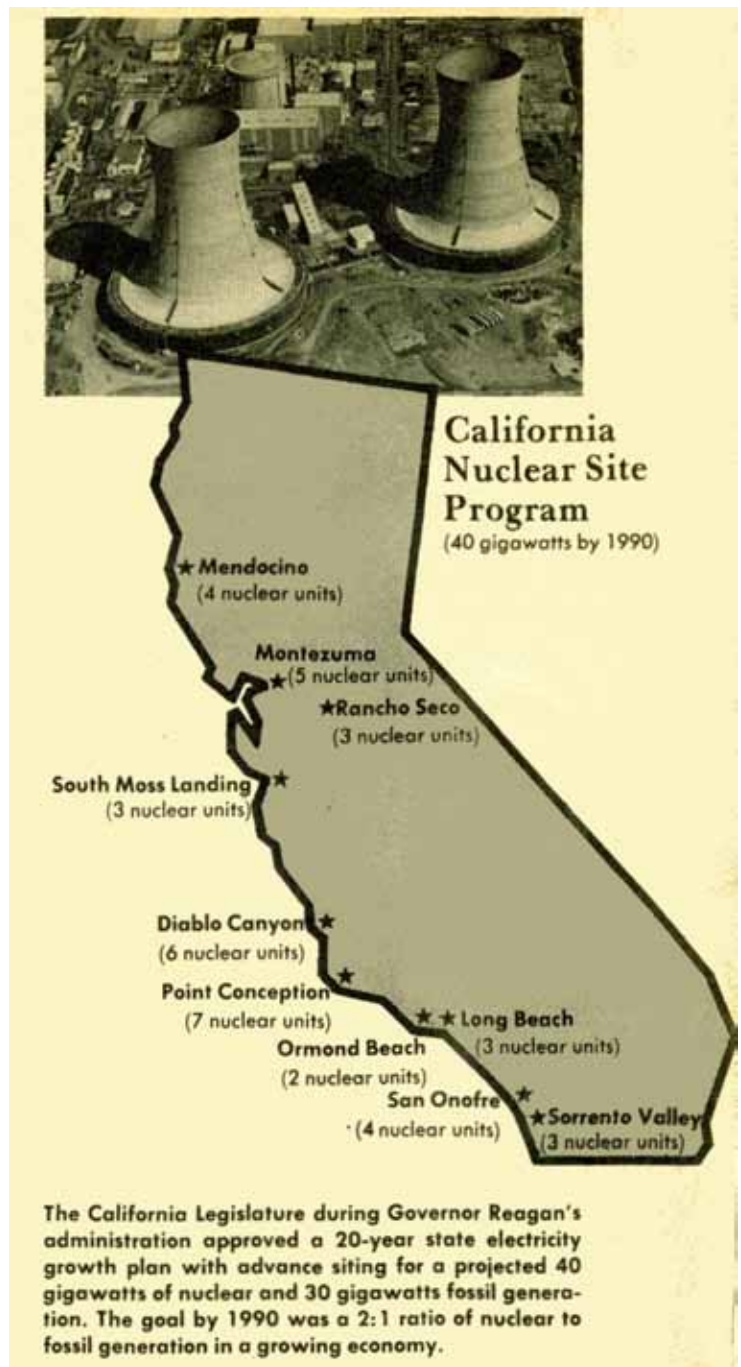 California
Nuclear Site
Program
(40 gigawatts by 1990)
Mendocino
(4 nuclear units)
Montezuma
(5 nuclear units)
Rancho Seco
(3 nuclear units)
South Moss Landing
(3 nuclear units)
Diablo Canyon
(6 nuclear units)
Point Conception
(7 nuclear units)
Long Beach
(3 nuclear units)
Ormond Beach
(2 nuclear units)
San Onofre
(4 nuclear units)
Sorrento Valley
(3 nuclear units)
The California Legislature during Governor Reagan's
administration approved a 20-year state electricity
growth plan with advance siting for a projected 40
gigawatts of nuclear and 30 gigawatts fossil genera-
tion. The goal by 1990 was a 2:1 ratio of nuclear to
fossil generation in a growing economy.